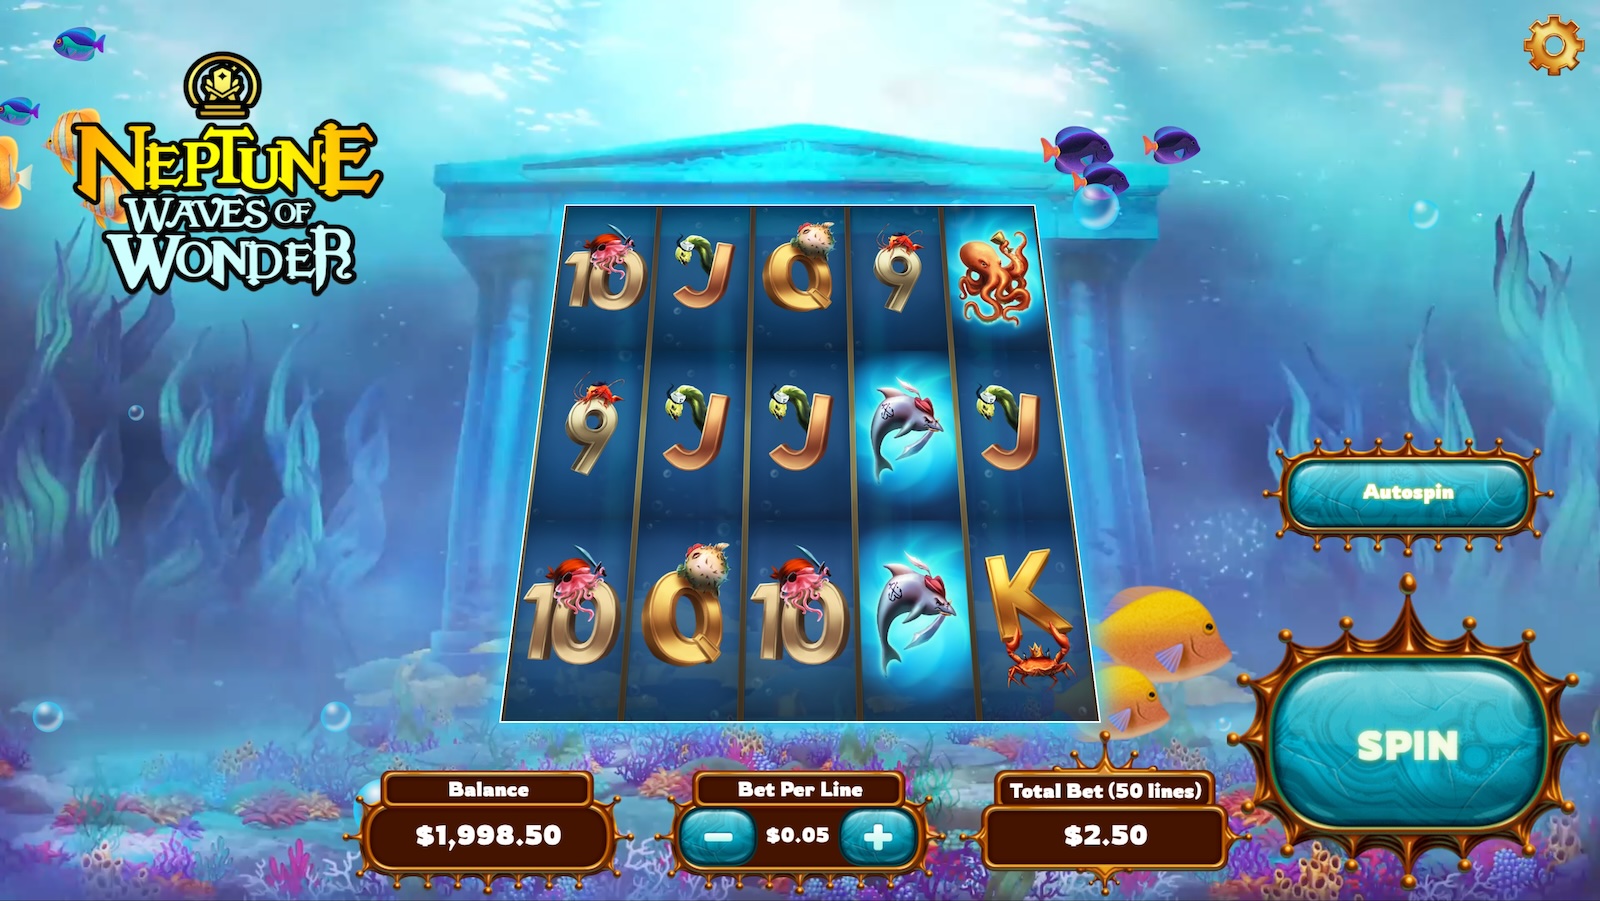 NEPTUNE
WAVES OF
WONDER
10 J Q 9
9 J J J
10 Q 10 K
Autospin
SPIN
Balance
$1,998.50
Bet Per Line
− $0.05 +
Total Bet (50 lines)
$2.50